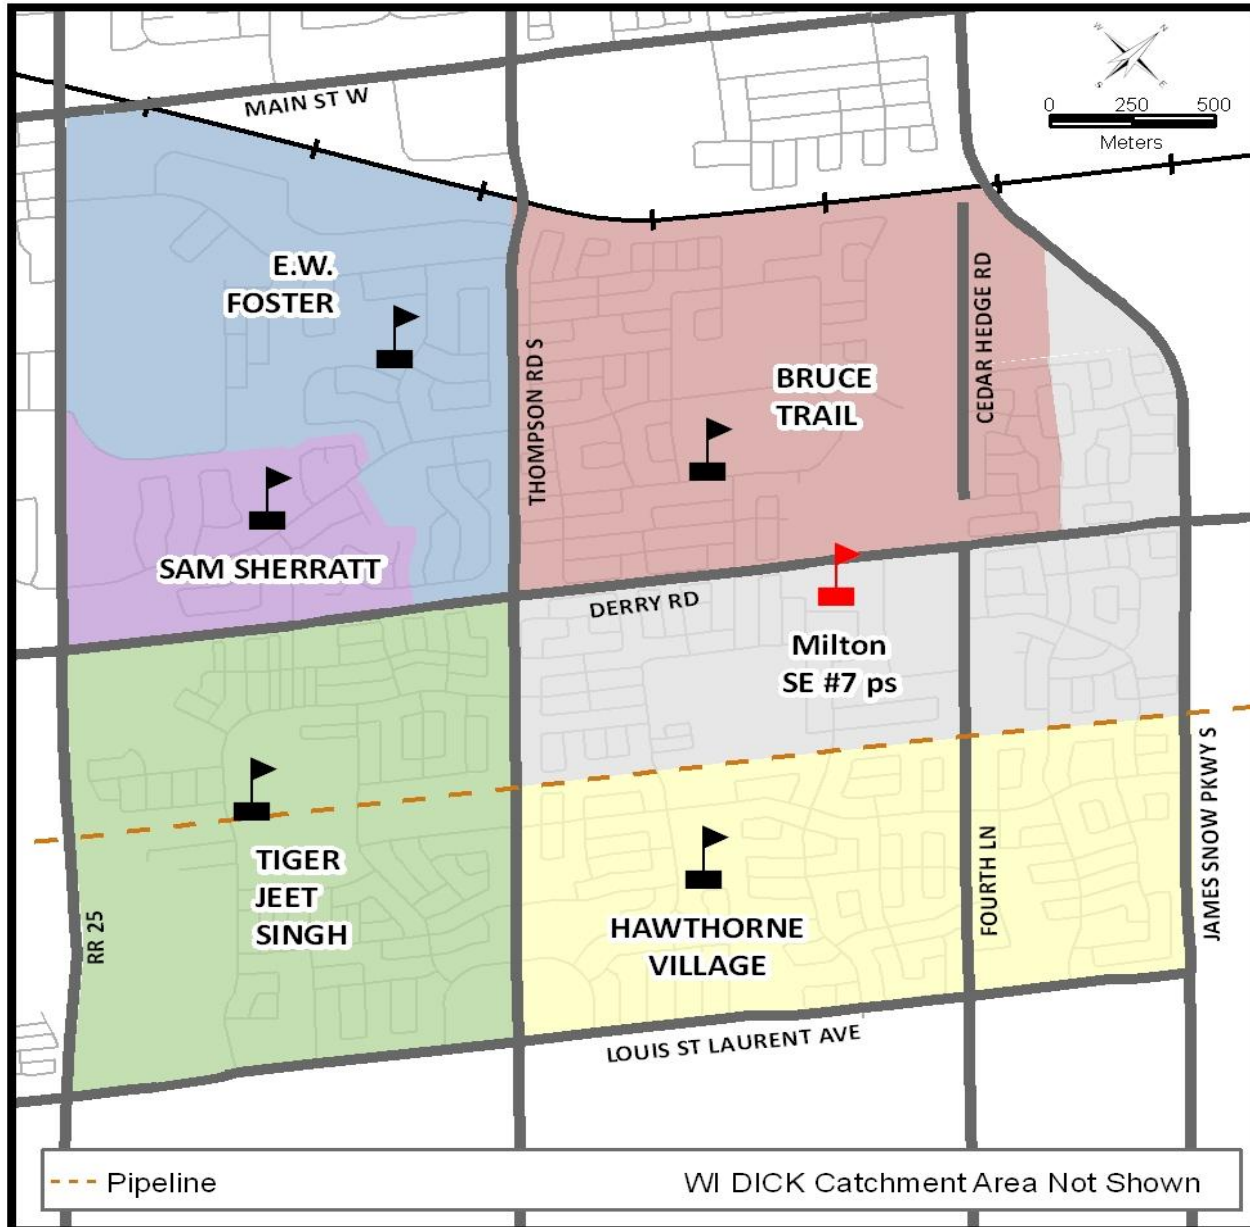 MAIN ST W
N
N
S
E
0 250 500
Meters
E.W.
FOSTER
THOMPSON RD S
CEDAR HEDGE RD
BRUCE
TRAIL
SAM SHERRATT
DERRY RD
Milton
SE #7 ps
TIGER
JEET
SINGH
RR 25
HAWTHORNE
VILLAGE
FOURTH LN
JAMES SNOW PKWY S
LOUIS ST LAURENT AVE
Pipeline
WI DICK Catchment Area Not Shown